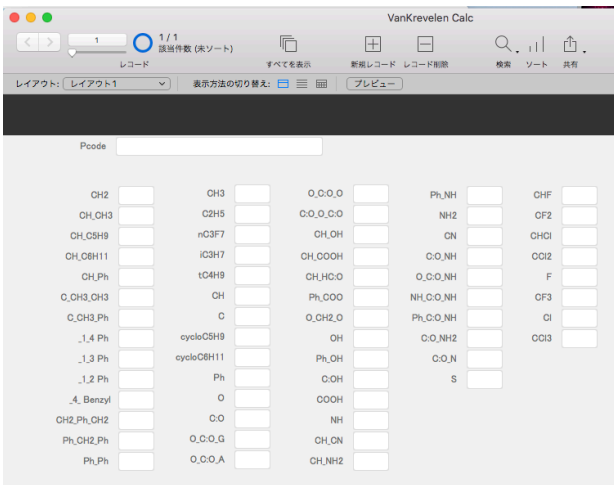 VanKrevelen Calc
1
1 / 1
該当件数 (未ソート)
レコード
すべてを表示
新規レコード
レコード削除
検索
ソート
共有
レイアウト: レイアウト1
表示方法の切り替え:
プレビュー
Pcode
CH2 CH3 O_C:O_O Ph_NH CHF
CH_CH3 C2H5 C:O_O_C:O NH2 CF2
CH_C5H9 nC3F7 CH_OH CN CHCl
CH_C6H11 iC3H7 CH_COOH C:O_NH CCl2
CH_Ph tC4H9 CH_HC:O O_C:O_NH F
C_CH3_CH3 CH Ph_COO NH_C:O_NH CF3
C_CH3_Ph C O_CH2_O Ph_C:O_NH Cl
_1_4 Ph cycloC5H9 OH C:O_NH2 CCl3
_1_3 Ph cycloC6H11 Ph_OH C:O_N
_1_2 Ph Ph C:OH S
_4_ Benzyl O COOH
CH2_Ph_CH2 C:O NH
Ph_CH2_Ph O_C:O_G CH_CN
Ph_Ph O_C:O_A CH_NH2